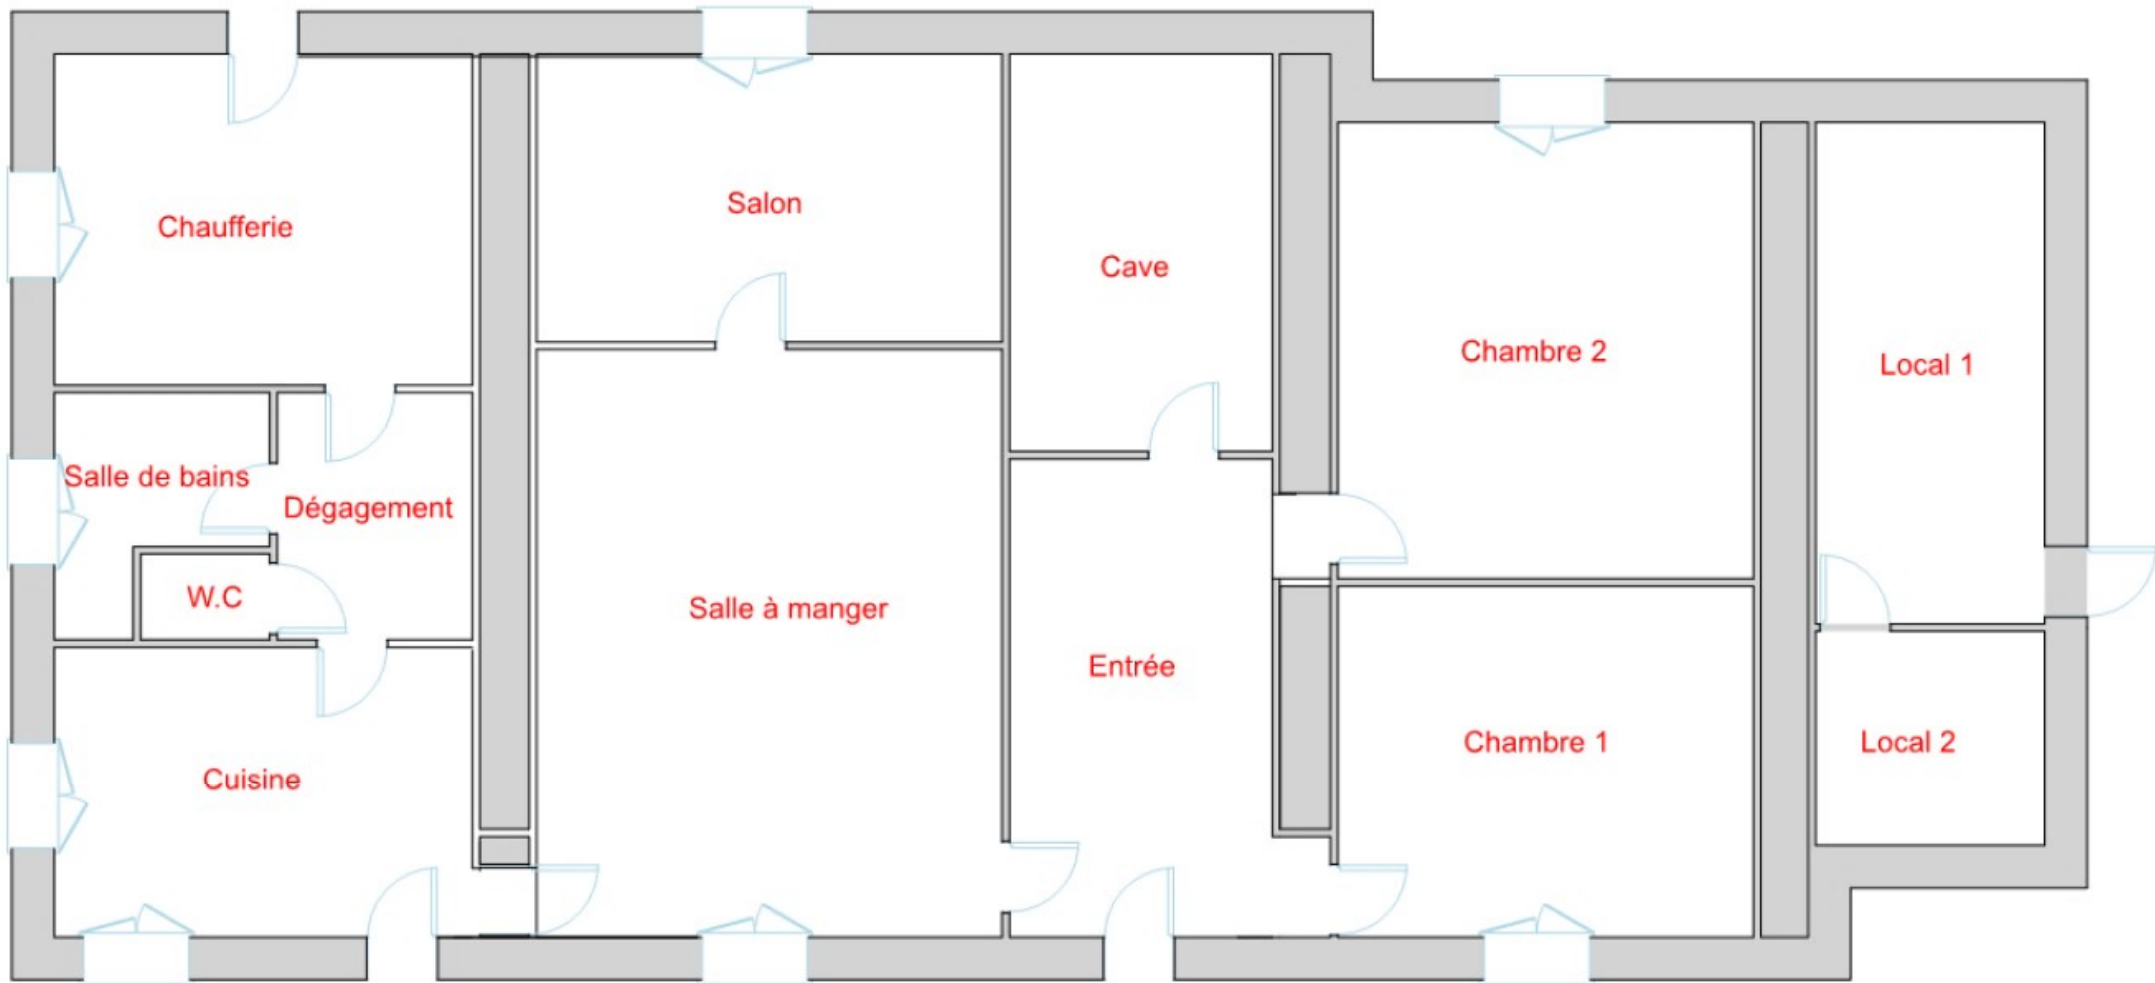 Salon
Chaufferie
Cave
Chambre 2
Local 1
Salle de bains
Dégagement
W.C
Salle à manger
Entrée
Chambre 1
Local 2
Cuisine